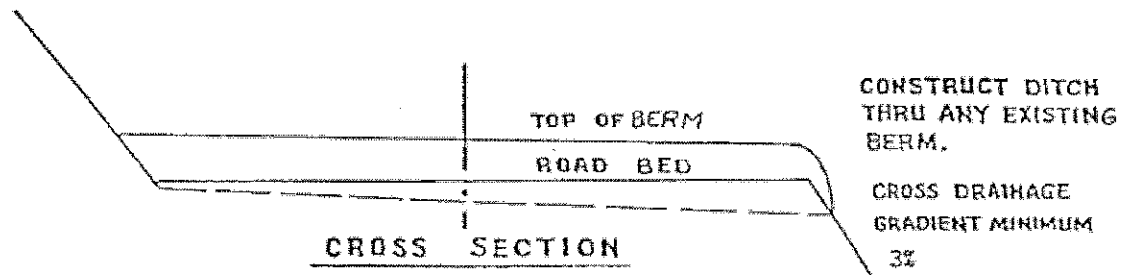 TOP OF BERM
ROAD BED
CROSS SECTION
CONSTRUCT DITCH
THRU ANY EXISTING
BERM.
CROSS DRAINAGE
GRADIENT MINIMUM
3%